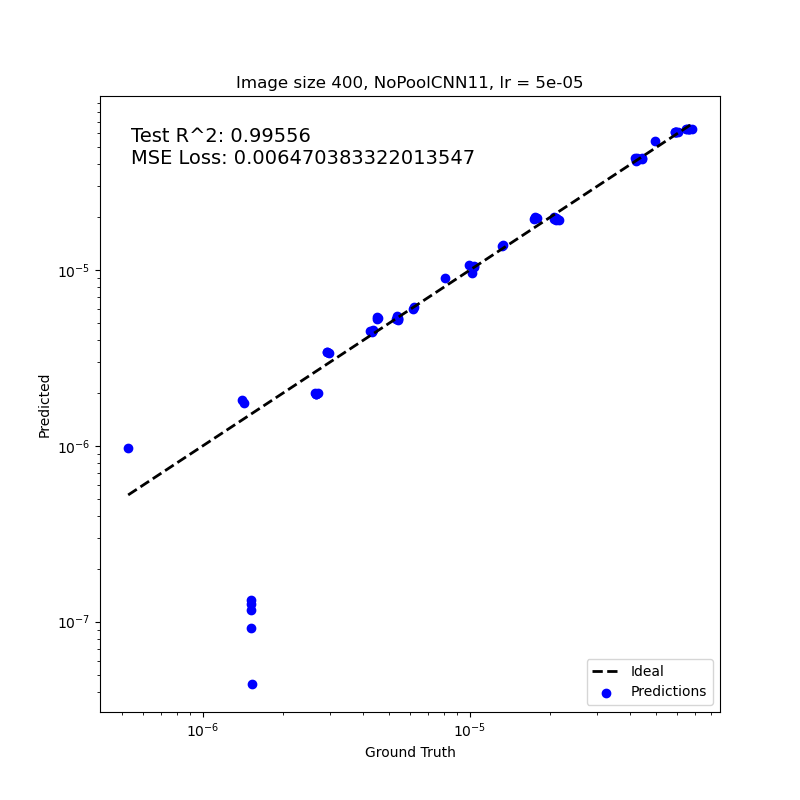 Image size 400, NoPoolCNN11, lr = 5e-05
Test R^2: 0.99556
MSE Loss: 0.006470383322013547
Predicted
10⁻⁵
10⁻⁶
10⁻⁷
Ideal
Predictions
10⁻⁶
10⁻⁵
Ground Truth